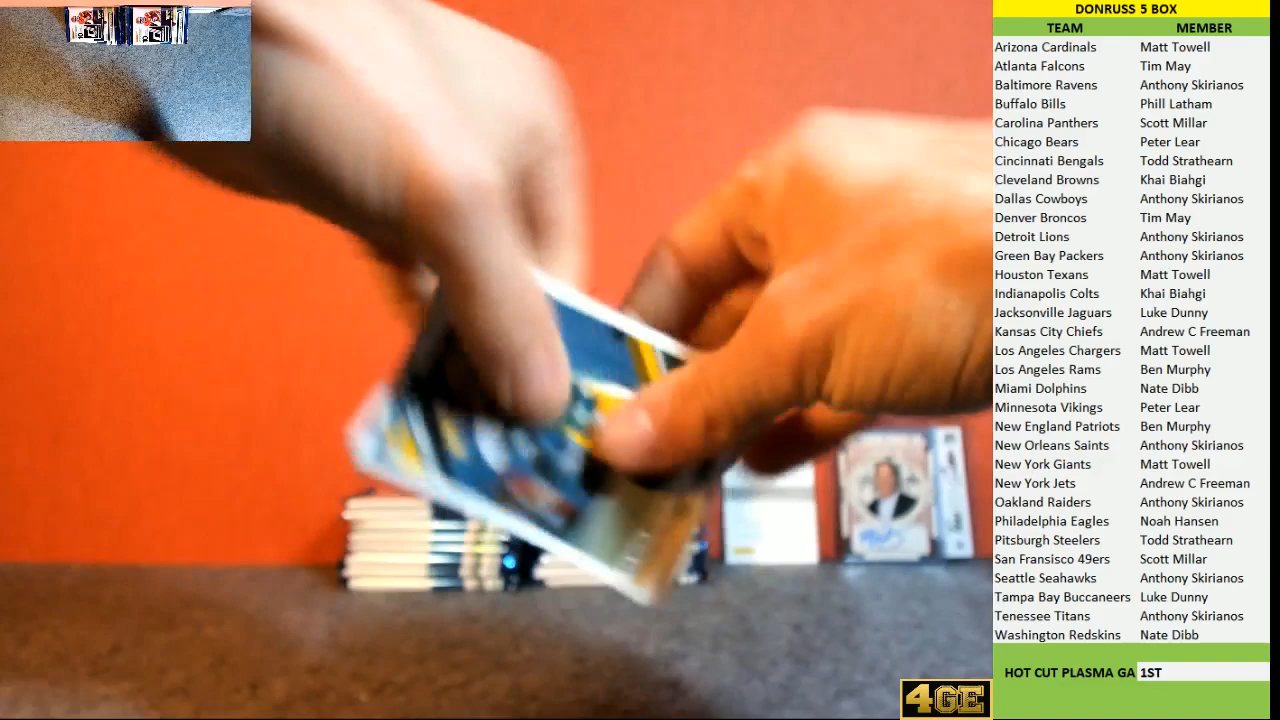 DONRUSS 5 BOX
TEAM MEMBER
Arizona Cardinals Matt Towell
Atlanta Falcons Tim May
Baltimore Ravens Anthony Skirianos
Buffalo Bills Phill Latham
Carolina Panthers Scott Millar
Chicago Bears Peter Lear
Cincinnati Bengals Todd Strathearn
Cleveland Browns Khai Biahgi
Dallas Cowboys Anthony Skirianos
Denver Broncos Tim May
Detroit Lions Anthony Skirianos
Green Bay Packers Anthony Skirianos
Houston Texans Matt Towell
Indianapolis Colts Khai Biahgi
Jacksonville Jaguars Luke Dunny
Kansas City Chiefs Andrew C Freeman
Los Angeles Chargers Matt Towell
Los Angeles Rams Ben Murphy
Miami Dolphins Nate Dibb
Minnesota Vikings Peter Lear
New England Patriots Ben Murphy
New Orleans Saints Anthony Skirianos
New York Giants Matt Towell
New York Jets Andrew C Freeman
Oakland Raiders Anthony Skirianos
Philadelphia Eagles Noah Hansen
Pitsburgh Steelers Todd Strathearn
San Fransisco 49ers Scott Millar
Seattle Seahawks Anthony Skirianos
Tampa Bay Buccaneers Luke Dunny
Tenessee Titans Anthony Skirianos
Washington Redskins Nate Dibb
HOT CUT PLASMA GA 1ST
4GE